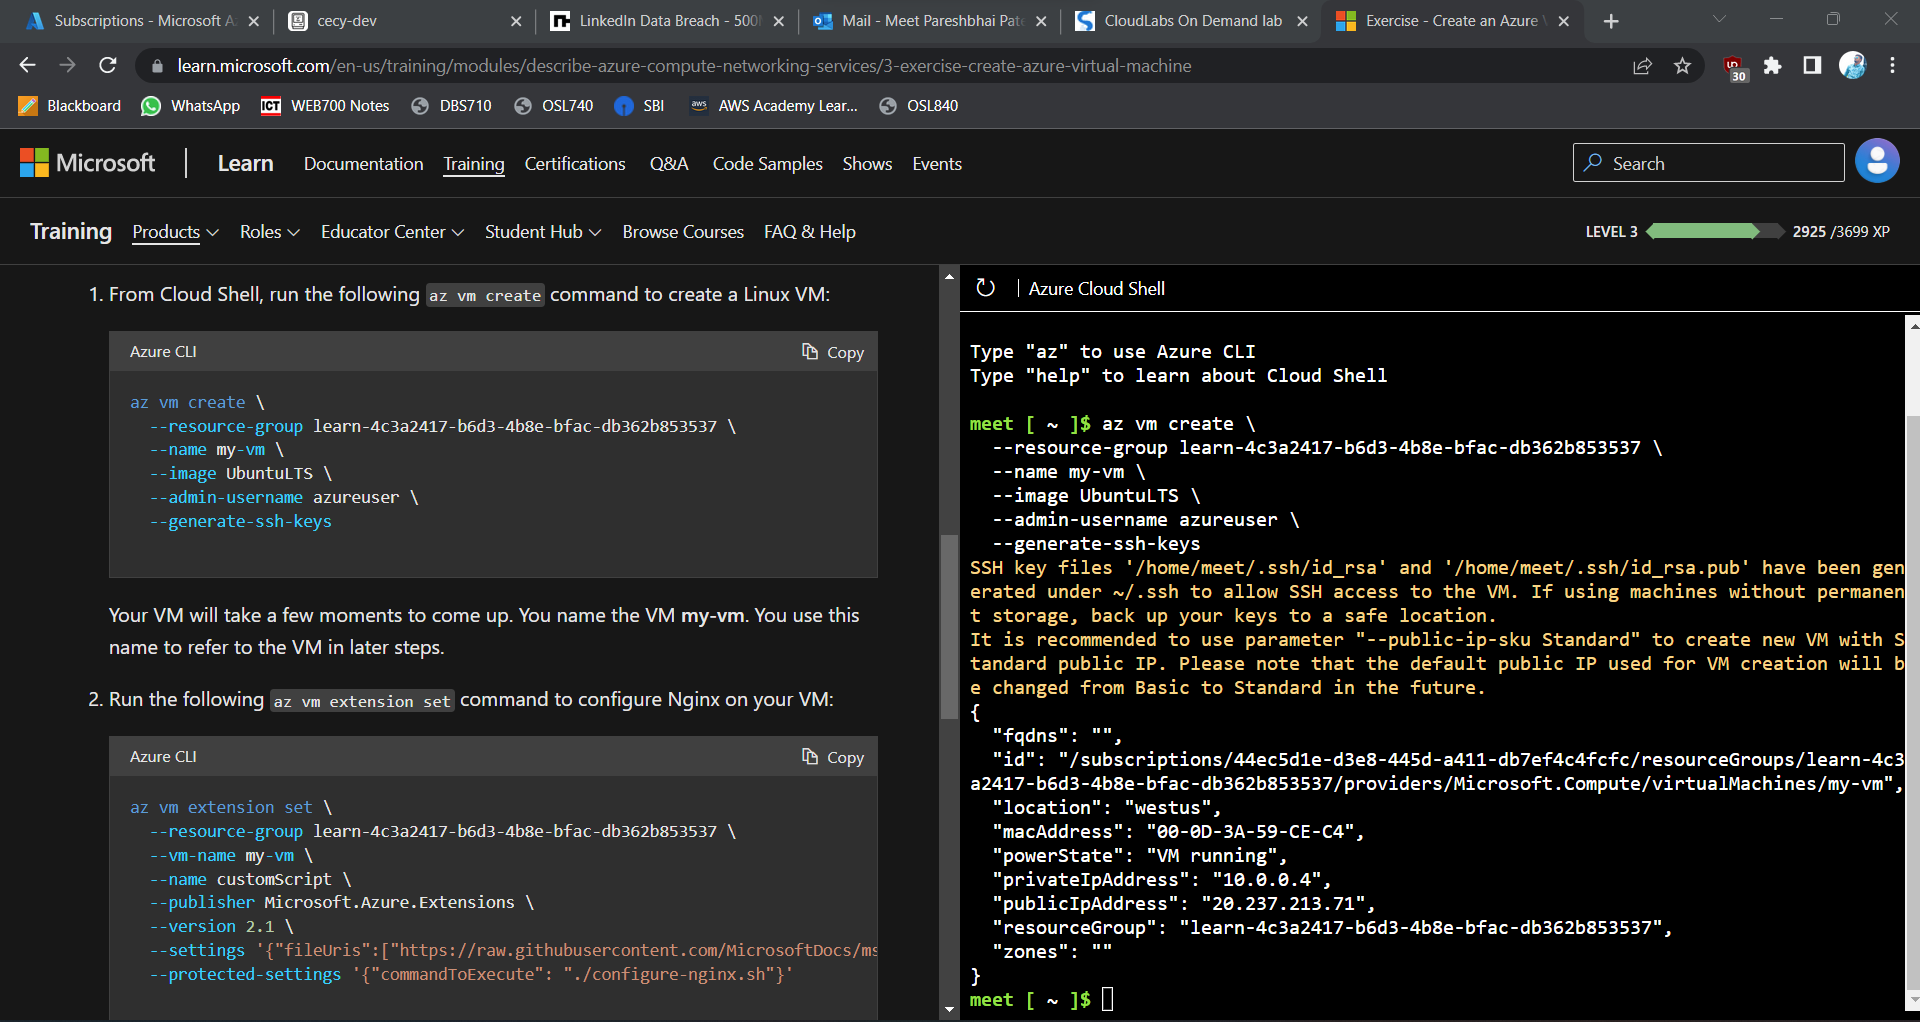 Subscriptions - Microsoft A
cecy-dev
LinkedIn Data Breach - 500
Mail - Meet Pareshbhai Pat
CloudLabs On Demand lab
Exercise - Create an Azure
learn.microsoft.com/en-us/training/modules/describe-azure-compute-networking-services/3-exercise-create-azure-virtual-machine
30
Blackboard
WhatsApp
ICT
WEB700 Notes
DBS710
OSL740
SBI
aws
AWS Academy Lear...
OSL840
Microsoft
Learn
Documentation
Training
Certifications
Q&A
Code Samples
Shows
Events
Search
Training
Products
Roles
Educator Center
Student Hub
Browse Courses
FAQ & Help
LEVEL 3
2925 /3699 XP
1. From Cloud Shell, run the following az vm create command to create a Linux VM:
Azure CLI
Copy
az vm create \
--resource-group learn-4c3a2417-b6d3-4b8e-bfac-db362b853537 \
--name my-vm \
--image UbuntuLTS \
--admin-username azureuser \
--generate-ssh-keys
Your VM will take a few moments to come up. You name the VM my-vm. You use this
name to refer to the VM in later steps.
2. Run the following az vm extension set command to configure Nginx on your VM:
Azure CLI
Copy
az vm extension set \
--resource-group learn-4c3a2417-b6d3-4b8e-bfac-db362b853537 \
--vm-name my-vm \
--name customScript \
--publisher Microsoft.Azure.Extensions \
--version 2.1 \
--settings '{"fileUris":["https://raw.githubusercontent.com/MicrosoftDocs/ms
--protected-settings '{"commandToExecute": "./configure-nginx.sh"}'
Azure Cloud Shell
Type "az" to use Azure CLI
Type "help" to learn about Cloud Shell
meet [ ~ ]$ az vm create \
--resource-group learn-4c3a2417-b6d3-4b8e-bfac-db362b853537 \
--name my-vm \
--image UbuntuLTS \
--admin-username azureuser \
--generate-ssh-keys
SSH key files '/home/meet/.ssh/id_rsa' and '/home/meet/.ssh/id_rsa.pub' have been gen
erated under ~/.ssh to allow SSH access to the VM. If using machines without permanen
t storage, back up your keys to a safe location.
It is recommended to use parameter "--public-ip-sku Standard" to create new VM with S
tandard public IP. Please note that the default public IP used for VM creation will b
e changed from Basic to Standard in the future.
{
"fqdns": "",
"id": "/subscriptions/44ec5d1e-d3e8-445d-a411-db7ef4c4fcfc/resourceGroups/learn-4c3
a2417-b6d3-4b8e-bfac-db362b853537/providers/Microsoft.Compute/virtualMachines/my-vm",
"location": "westus",
"macAddress": "00-0D-3A-59-CE-C4",
"powerState": "VM running",
"privateIpAddress": "10.0.0.4",
"publicIpAddress": "20.237.213.71",
"resourceGroup": "learn-4c3a2417-b6d3-4b8e-bfac-db362b853537",
"zones": ""
}
meet [ ~ ]$